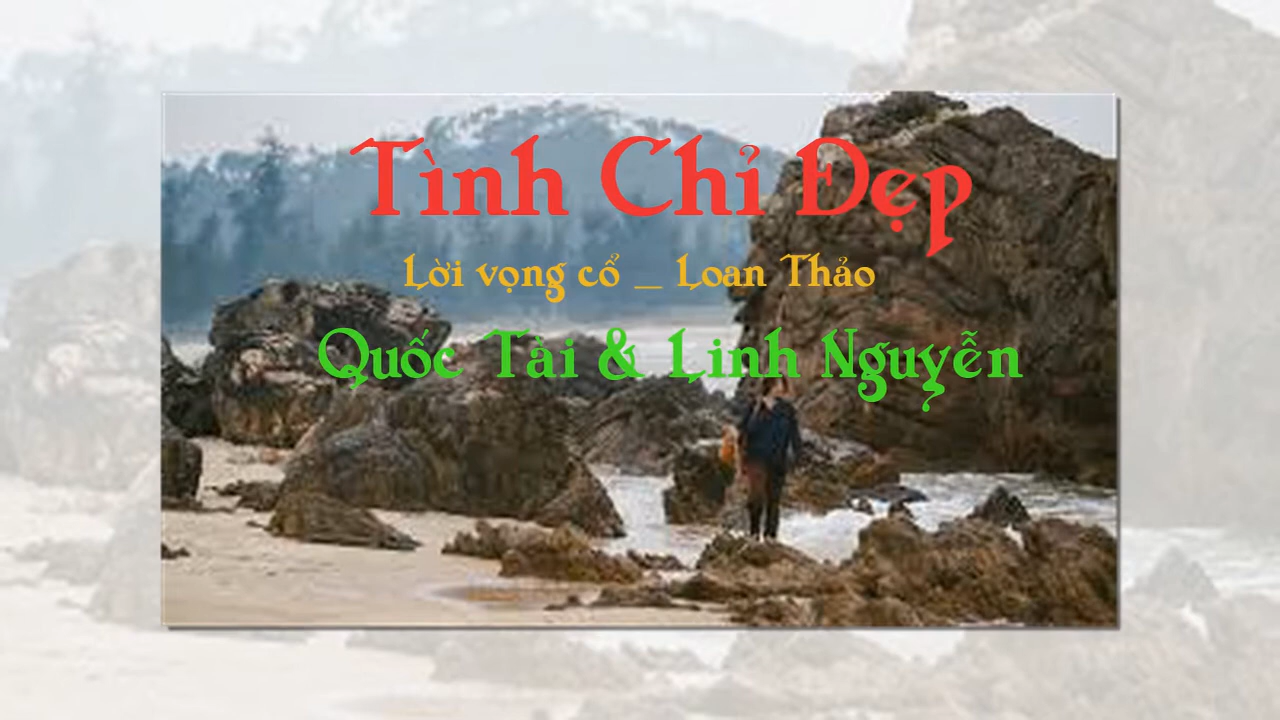 Tình Chỉ Đẹp
Lời vọng cổ _ Loan Thảo
Quốc Tài & Linh Nguyễn